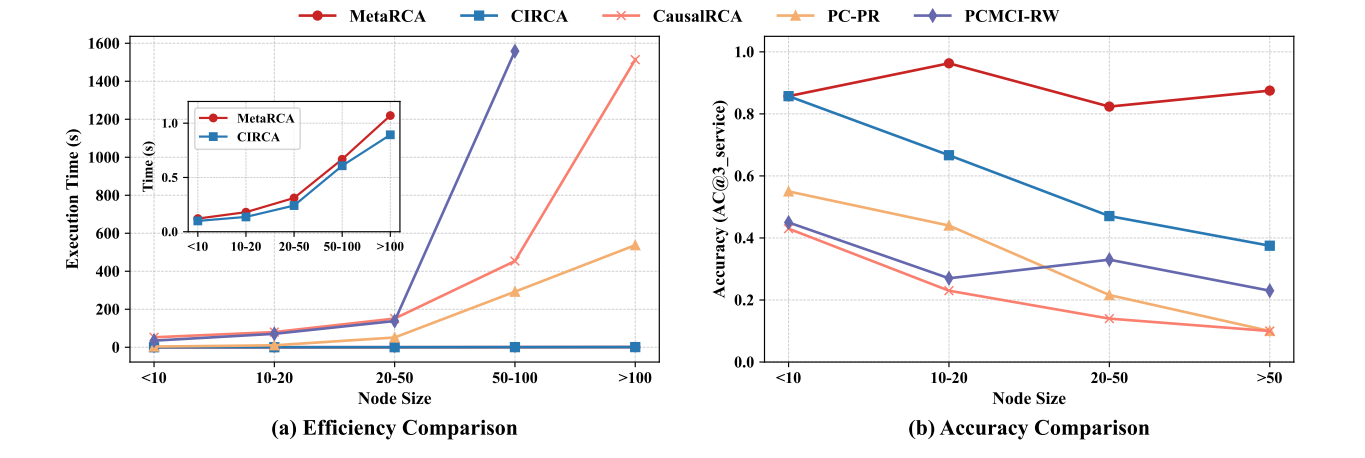 MetaRCA CIRCA CausalRCA PC-PR PCMCI-RW
1600
1400
1200
1000
800
600
400
200
0
Execution Time (s)
<10 10-20 20-50 50-100 >100
Node Size
1.0
0.5
0.0
Time (s)
MetaRCA
CIRCA
<10 10-20 20-50 50-100 >100
(a) Efficiency Comparison
1.0
0.8
0.6
0.4
0.2
0.0
Accuracy (AC@3_service)
<10 10-20 20-50 >50
Node Size
(b) Accuracy Comparison